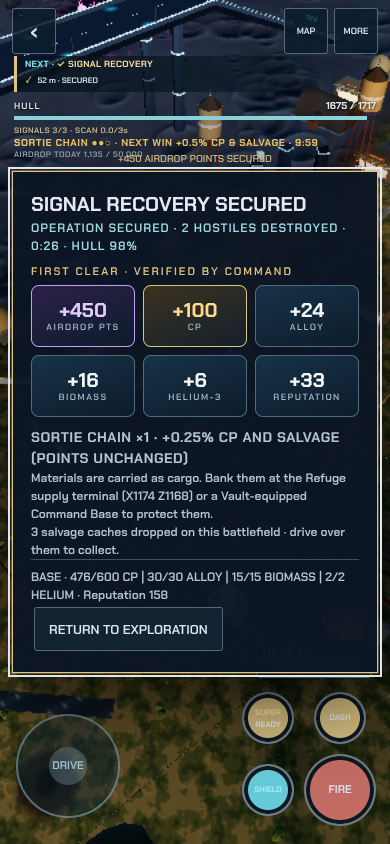 ‹
MAP
MORE
NEXT · ✓ SIGNAL RECOVERY
✓ 52 m · SECURED
HULL
1675 / 1717
SIGNALS 3/3 · SCAN 0.0/3s
SORTIE CHAIN ●●○ · NEXT WIN +0.5% CP & SALVAGE · 9:59
AIRDROP TODAY 1,135 / 50,000
+450 AIRDROP POINTS SECURED
SIGNAL RECOVERY SECURED
OPERATION SECURED · 2 HOSTILES DESTROYED ·
0:26 · HULL 98%
FIRST CLEAR · VERIFIED BY COMMAND
+450
AIRDROP PTS
+100
CP
+24
ALLOY
+16
BIOMASS
+6
HELIUM-3
+33
REPUTATION
SORTIE CHAIN ×1 · +0.25% CP AND SALVAGE
(POINTS UNCHANGED)
Materials are carried as cargo. Bank them at the Refuge
supply terminal (X1174 Z1168) or a Vault-equipped
Command Base to protect them.
3 salvage caches dropped on this battlefield · drive over
them to collect.
BASE · 476/600 CP | 30/30 ALLOY | 15/15 BIOMASS | 2/2
HELIUM · Reputation 158
RETURN TO EXPLORATION
SUPER
READY
DASH
DRIVE
SHIELD
FIRE